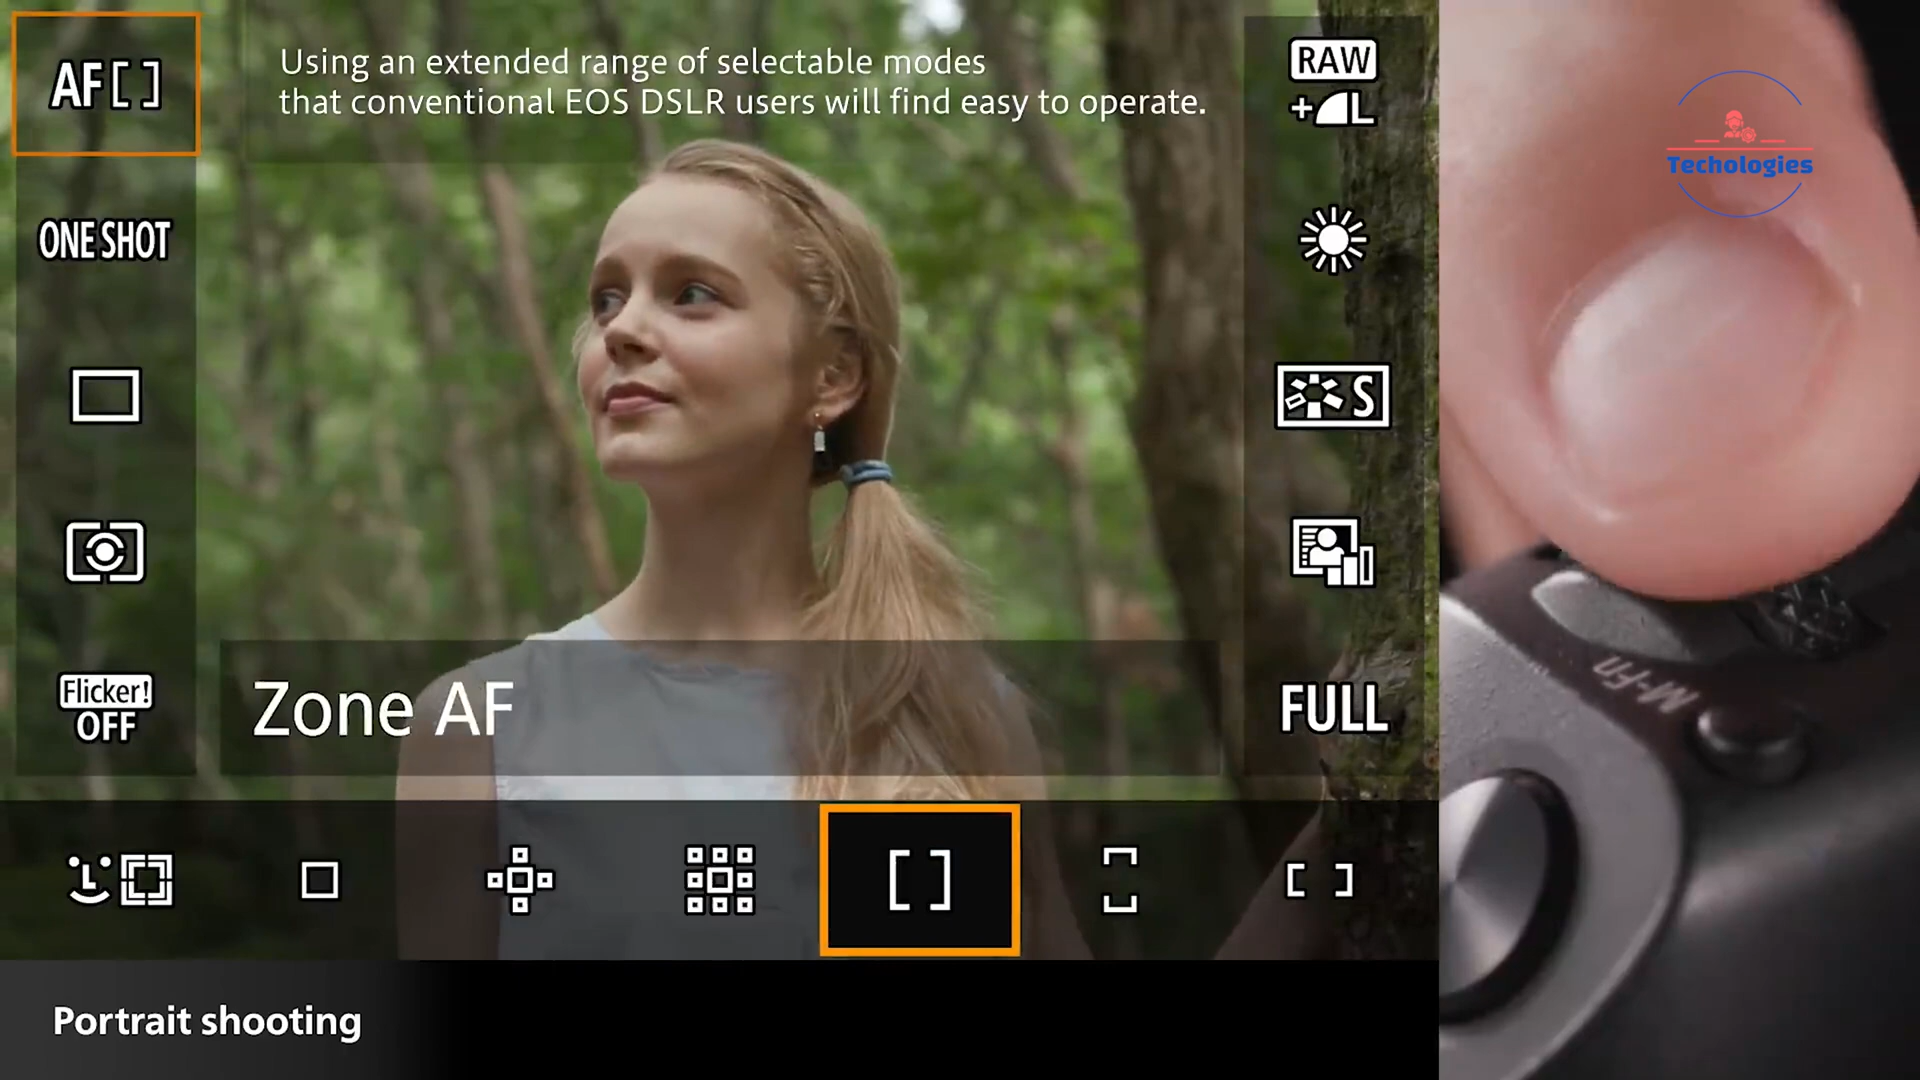 AF[ ]
Using an extended range of selectable modes
that conventional EOS DSLR users will find easy to operate.
RAW
+L
Techologies
ONE SHOT
S
Flicker!
OFF
Zone AF
FULL
M-Fn
Portrait shooting